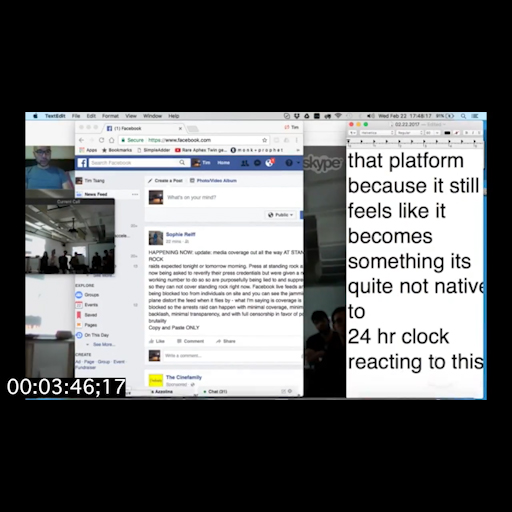 TextEdit File Edit Format View Window Help
Wed Feb 22 17:48:17
(1) Facebook
Tim
Secure https://www.facebook.com
Apps Bookmarks SimpleAdder Rare Aphex Twin ge
02.22.2017
Search Facebook
Tim Home
skype
Tim Tsang
News Feed
Current Call
Create a Post Photo/Video Album
What's on your mind?
Public
Sophie Reiff
HAPPENING NOW: update: media coverage cut all the way AT STAN
ROCK
raids expected tonight or tomorrow morning. Press at standing rock a
now being asked to reverify their press credentials but were given a n
working number to do so so are purposefully being lied to and suppres
so they can not cover standing rock right now. Facebook live feeds a
being blocked too from individuals on site and you can see the jammi
plane distort the feed when it flies by - what I'm saying is coverage is
blocked so the arrests raid can happen with minimal coverage, minim
backlash, minimal transparency, and with full censorship in favor of p
brutality
Copy and Paste ONLY
Like Comment Share
Write a comment...
The Cinefamily
Sponsored
Chat (31)
EXPLORE
Groups
Events
Saved
Pages
On This Day
See More...
CREATE
Ad Page Group Event
Fundraiser
that platform
because it still
feels like it
becomes
something its
quite not native
to
24 hr clock
reacting to this
00:03:46;17